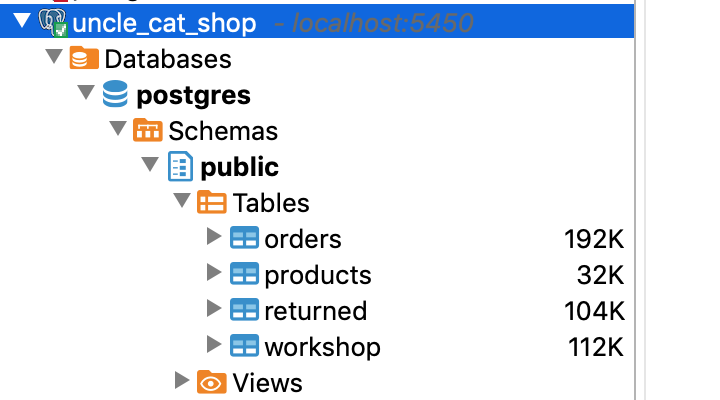 uncle_cat_shop - localhost:5450
Databases
postgres
Schemas
public
Tables
orders 192K
products 32K
returned 104K
workshop 112K
Views